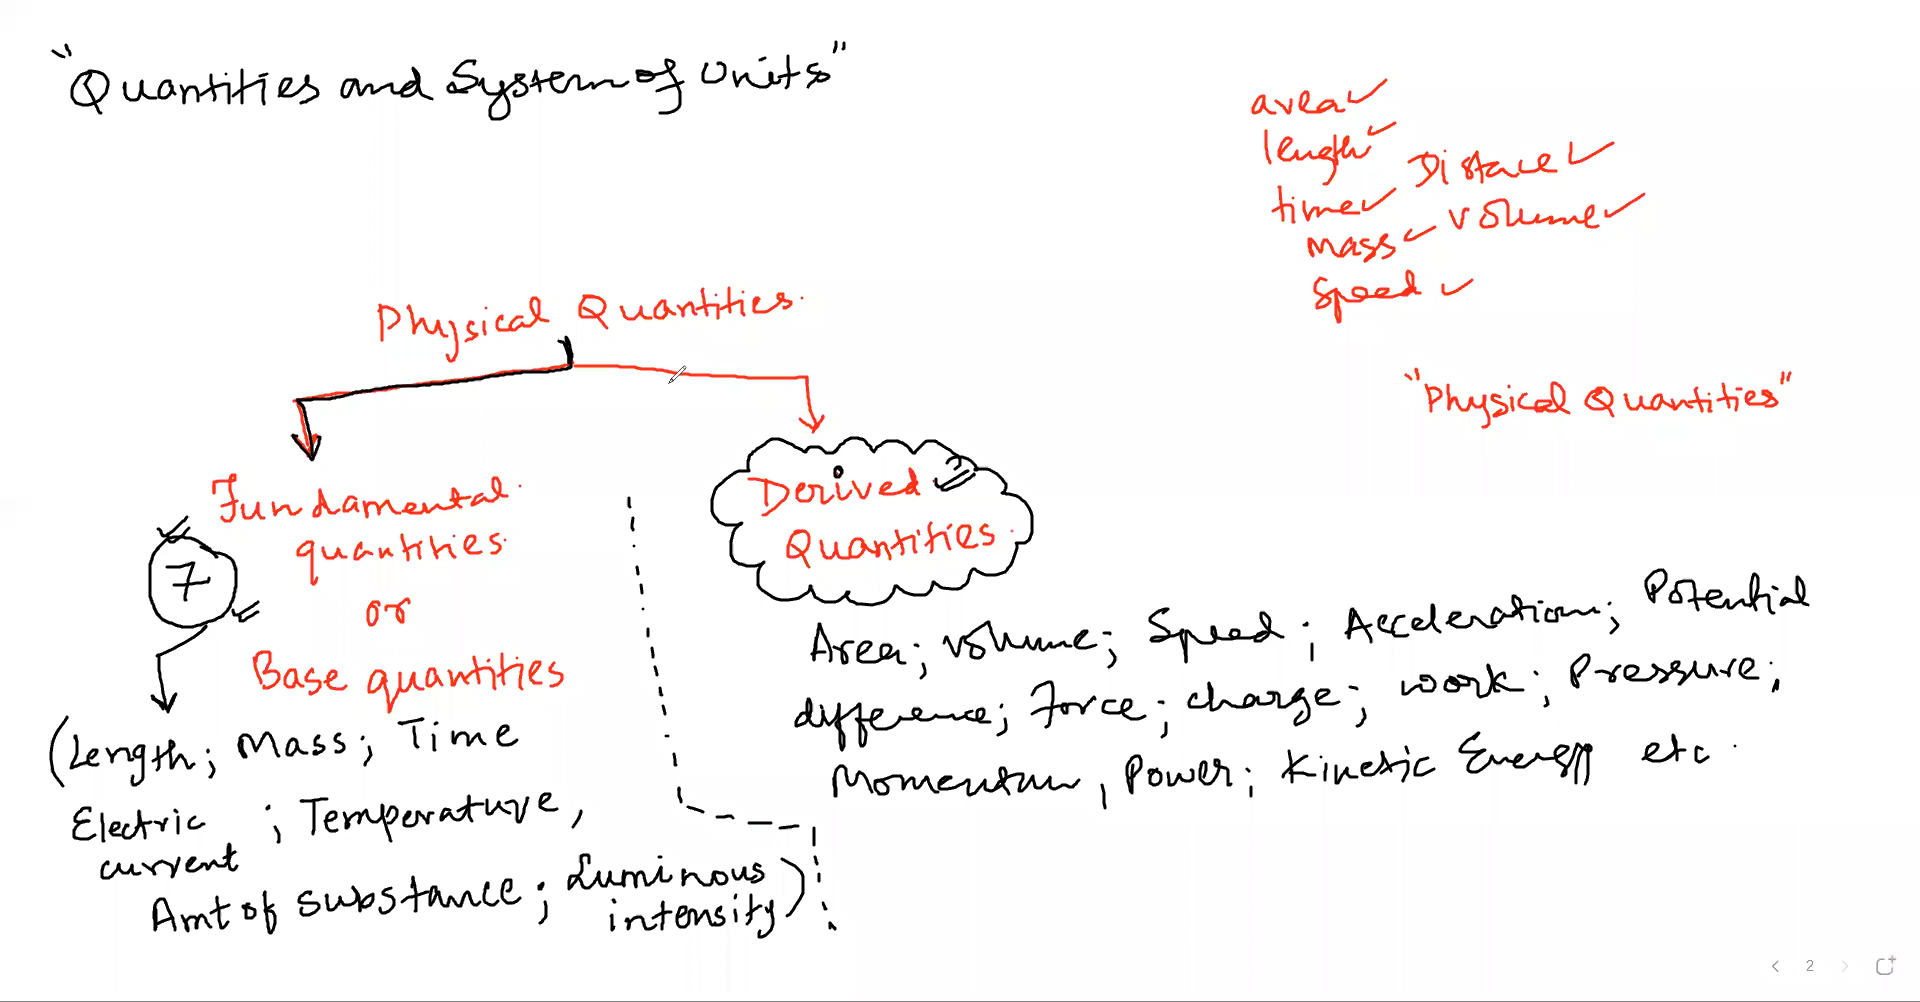 "Quantities and System of Units"
area✓
length✓
time✓ Distace✓
mass✓ volume✓
Speed ✓
Physical Quantities.
"Physical Quantities"
Fundamental
quantities
or
Base quantities
7
Derived
Quantities
(Length; Mass; Time
Electric current ; Temperature,
Amt of substance; Luminous intensity)
Area; volume; Speed; Acceleration; Potential
difference; Force; charge; work; Pressure;
Momentum, Power; Kinetic Energy etc.
2